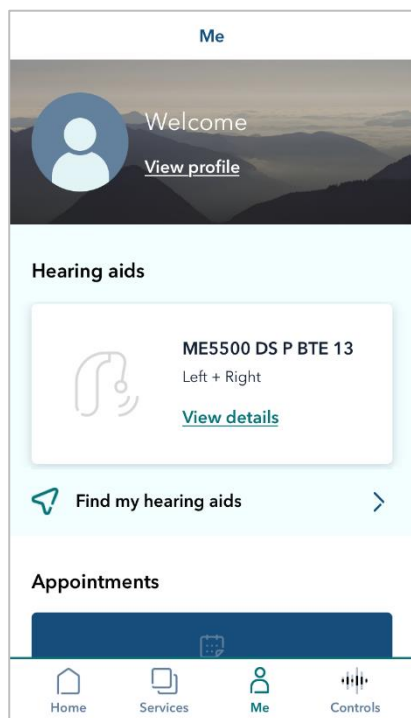 Me
Welcome
View profile
Hearing aids
ME5500 DS P BTE 13
Left + Right
View details
Find my hearing aids
Appointments
Home Services Me Controls